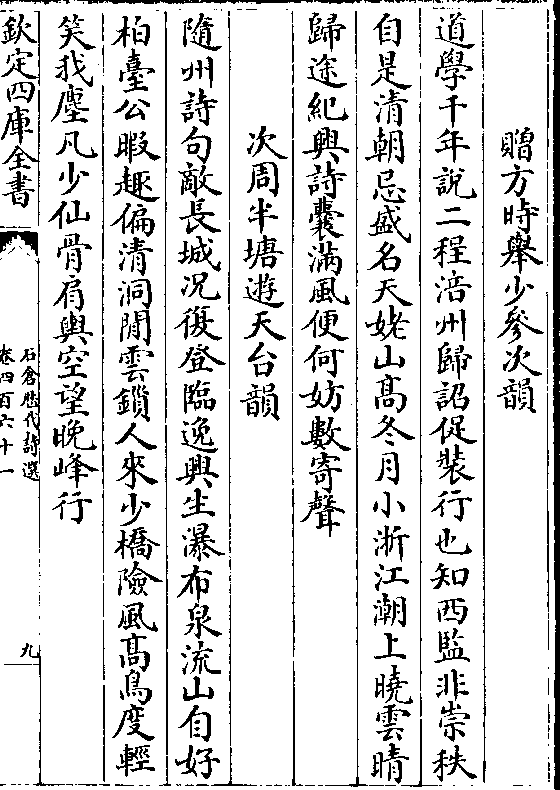 贈方時舉少參次韻
道學千年說二程涪州歸詔促裝行也知西監非崇秩
自是清朝忌盛名天姥山高冬月小浙江潮上曉雲晴
歸途紀興詩囊滿風便何妨數寄聲
次周半塘遊天台韻
隨州詩句敵長城況復登臨逸興生瀑布泉流山自好
柏臺公暇趣偏清洞閒雲鎖人來少橋險風高鳥度輕
笑我塵凡少仙骨肩輿空望晚峰行
欽定四庫全書
石倉歷代詩選
卷四百六十一
九